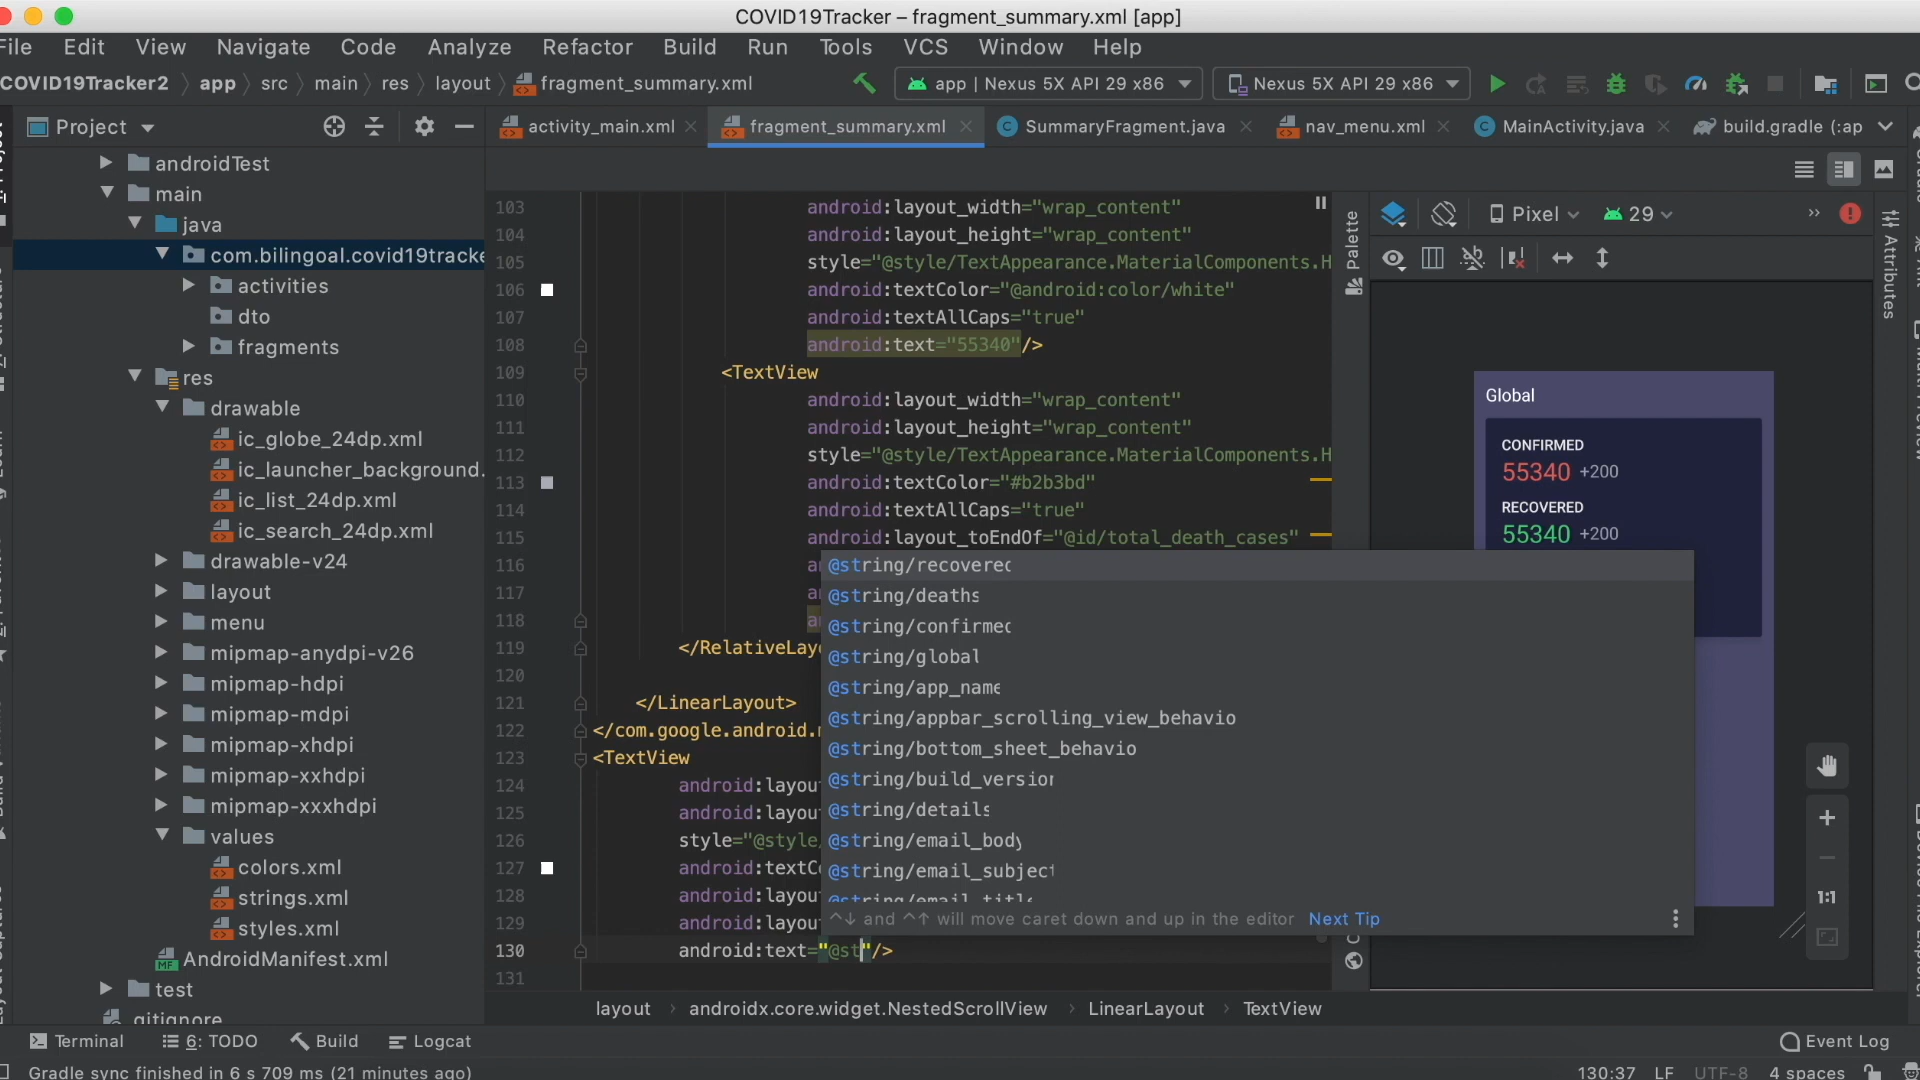 COVID19Tracker – fragment_summary.xml [app]
File Edit View Navigate Code Analyze Refactor Build Run Tools VCS Window Help
COVID19Tracker2 app src main res layout fragment_summary.xml app | Nexus 5X API 29 x86 Nexus 5X API 29 x86
Project activity_main.xml fragment_summary.xml SummaryFragment.java nav_menu.xml MainActivity.java build.gradle (:ap
androidTest
main
java
com.bilingoal.covid19tracke
activities
dto
fragments
res
drawable
ic_globe_24dp.xml
ic_launcher_background.
ic_list_24dp.xml
ic_search_24dp.xml
drawable-v24
layout
menu
mipmap-anydpi-v26
mipmap-hdpi
mipmap-mdpi
mipmap-xhdpi
mipmap-xxhdpi
mipmap-xxxhdpi
values
colors.xml
strings.xml
styles.xml
AndroidManifest.xml
test
.gitignore
103 android:layout_width="wrap_content"
104 android:layout_height="wrap_content"
105 style="@style/TextAppearance.MaterialComponents.H
106 android:textColor="@android:color/white"
107 android:textAllCaps="true"
108 android:text="55340"/>
109 <TextView
110 android:layout_width="wrap_content"
111 android:layout_height="wrap_content"
112 style="@style/TextAppearance.MaterialComponents.H
113 android:textColor="#b2b3bd"
114 android:textAllCaps="true"
115 android:layout_toEndOf="@id/total_death_cases"
116 an
117 an
118 an
119 </RelativeLayo
120
121 </LinearLayout>
122 </com.google.android.m
123 <TextView
124 android:layou
125 android:layou
126 style="@style/
127 android:textCo
128 android:layou
129 android:layou
130 android:text="@st"/>
131
@string/recovered
@string/deaths
@string/confirmed
@string/global
@string/app_name
@string/appbar_scrolling_view_behavio
@string/bottom_sheet_behavio
@string/build_version
@string/details
@string/email_body
@string/email_subject
@string/email_title
^↓ and ^↑ will move caret down and up in the editor Next Tip
Palette
Pixel 29
Attributes
Global
CONFIRMED
55340 +200
RECOVERED
55340 +200
1:1
layout androidx.core.widget.NestedScrollView LinearLayout TextView
Terminal 6: TODO Build Logcat Event Log
Gradle sync finished in 6 s 709 ms (21 minutes ago) 130:37 LF UTF-8 4 spaces